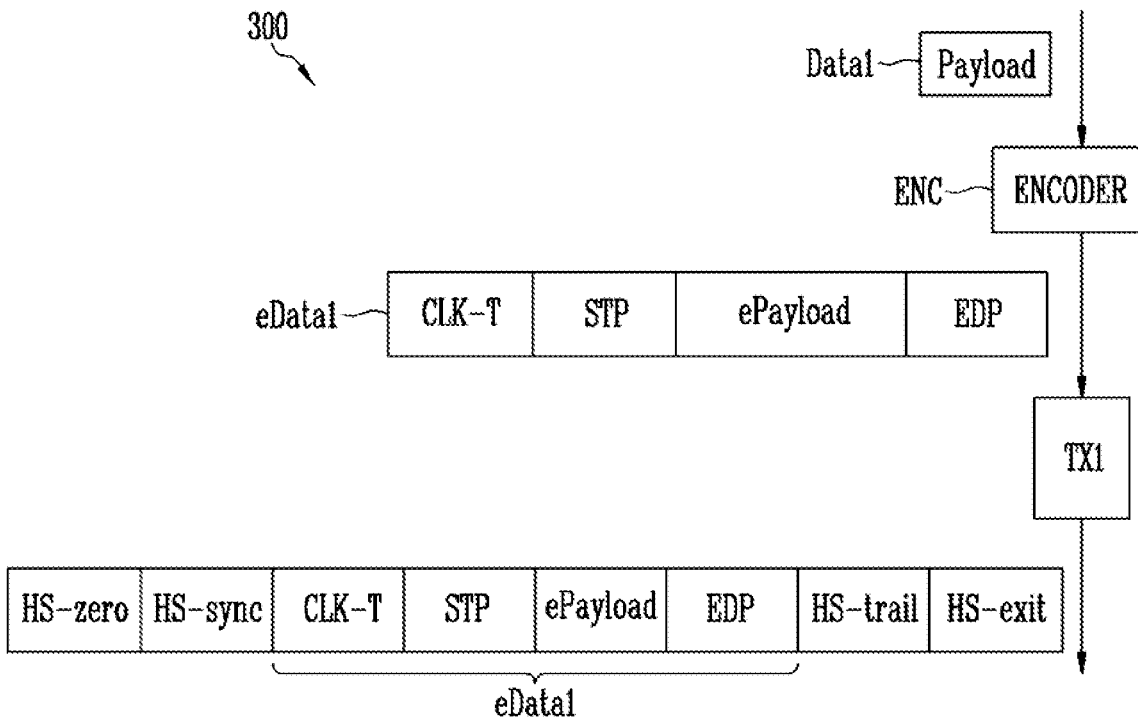 300
Data1 Payload
ENC ENCODER
eData1 CLK-T STP ePayload EDP
TX1
HS-zero HS-sync CLK-T STP ePayload EDP HS-trail HS-exit
eData1